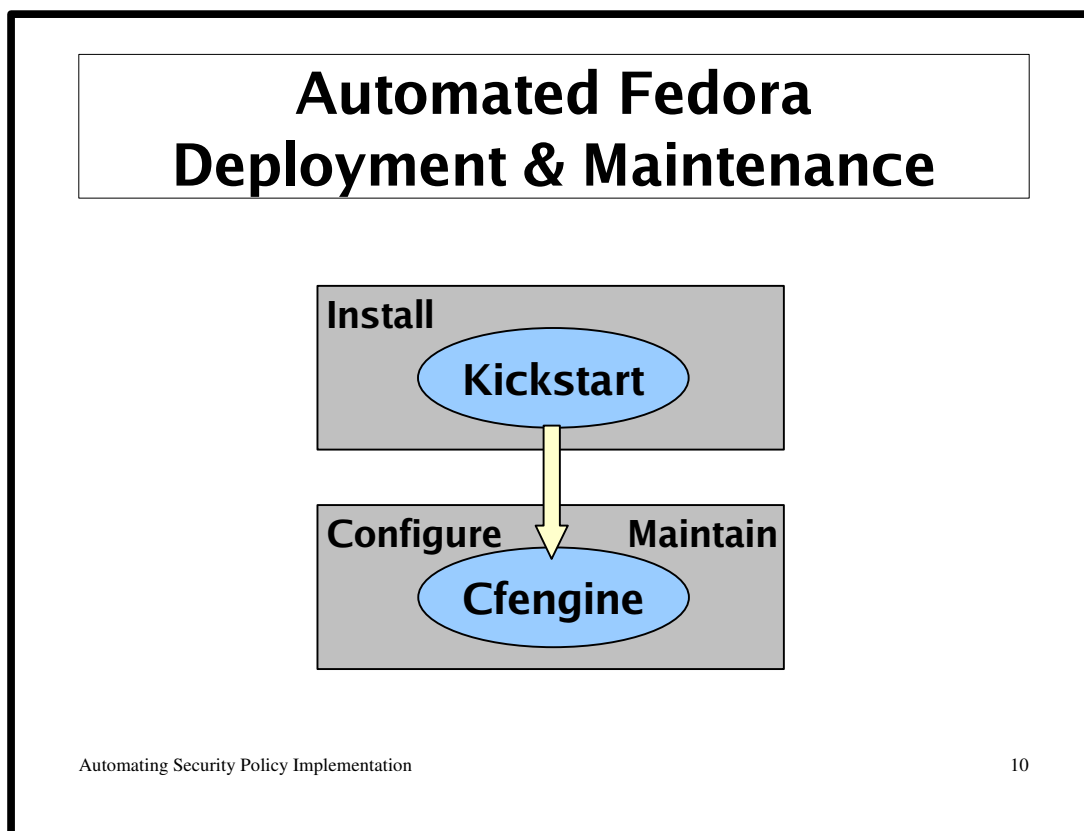 Automated Fedora
Deployment & Maintenance
Install
Kickstart
Configure Maintain
Cfengine
Automating Security Policy Implementation 10